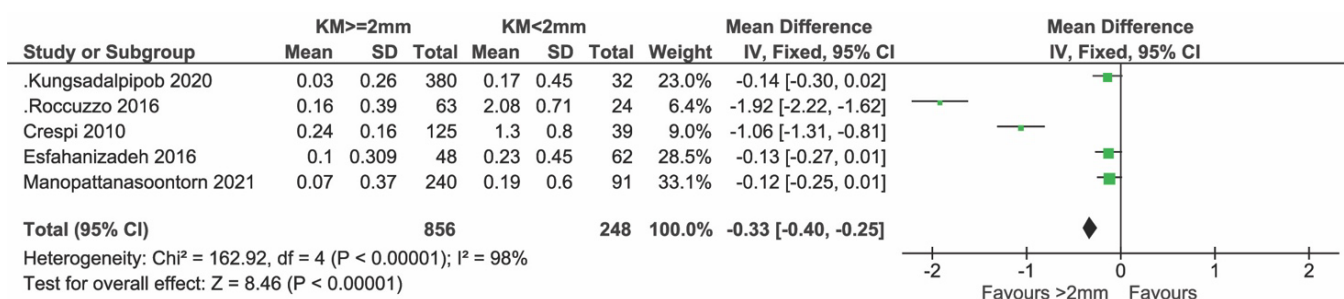 KM>=2mm KM<2mm Mean Difference Mean Difference
Study or Subgroup Mean SD Total Mean SD Total Weight IV, Fixed, 95% CI IV, Fixed, 95% CI
.Kungsadalpipob 2020 0.03 0.26 380 0.17 0.45 32 23.0% -0.14 [-0.30, 0.02]
.Roccuzzo 2016 0.16 0.39 63 2.08 0.71 24 6.4% -1.92 [-2.22, -1.62]
Crespi 2010 0.24 0.16 125 1.3 0.8 39 9.0% -1.06 [-1.31, -0.81]
Esfahanizadeh 2016 0.1 0.309 48 0.23 0.45 62 28.5% -0.13 [-0.27, 0.01]
Manopattanasoontorn 2021 0.07 0.37 240 0.19 0.6 91 33.1% -0.12 [-0.25, 0.01]
Total (95% CI) 856 248 100.0% -0.33 [-0.40, -0.25]
Heterogeneity: Chi² = 162.92, df = 4 (P < 0.00001); I² = 98%
Test for overall effect: Z = 8.46 (P < 0.00001)
-2 -1 0 1 2
Favours >2mm Favours